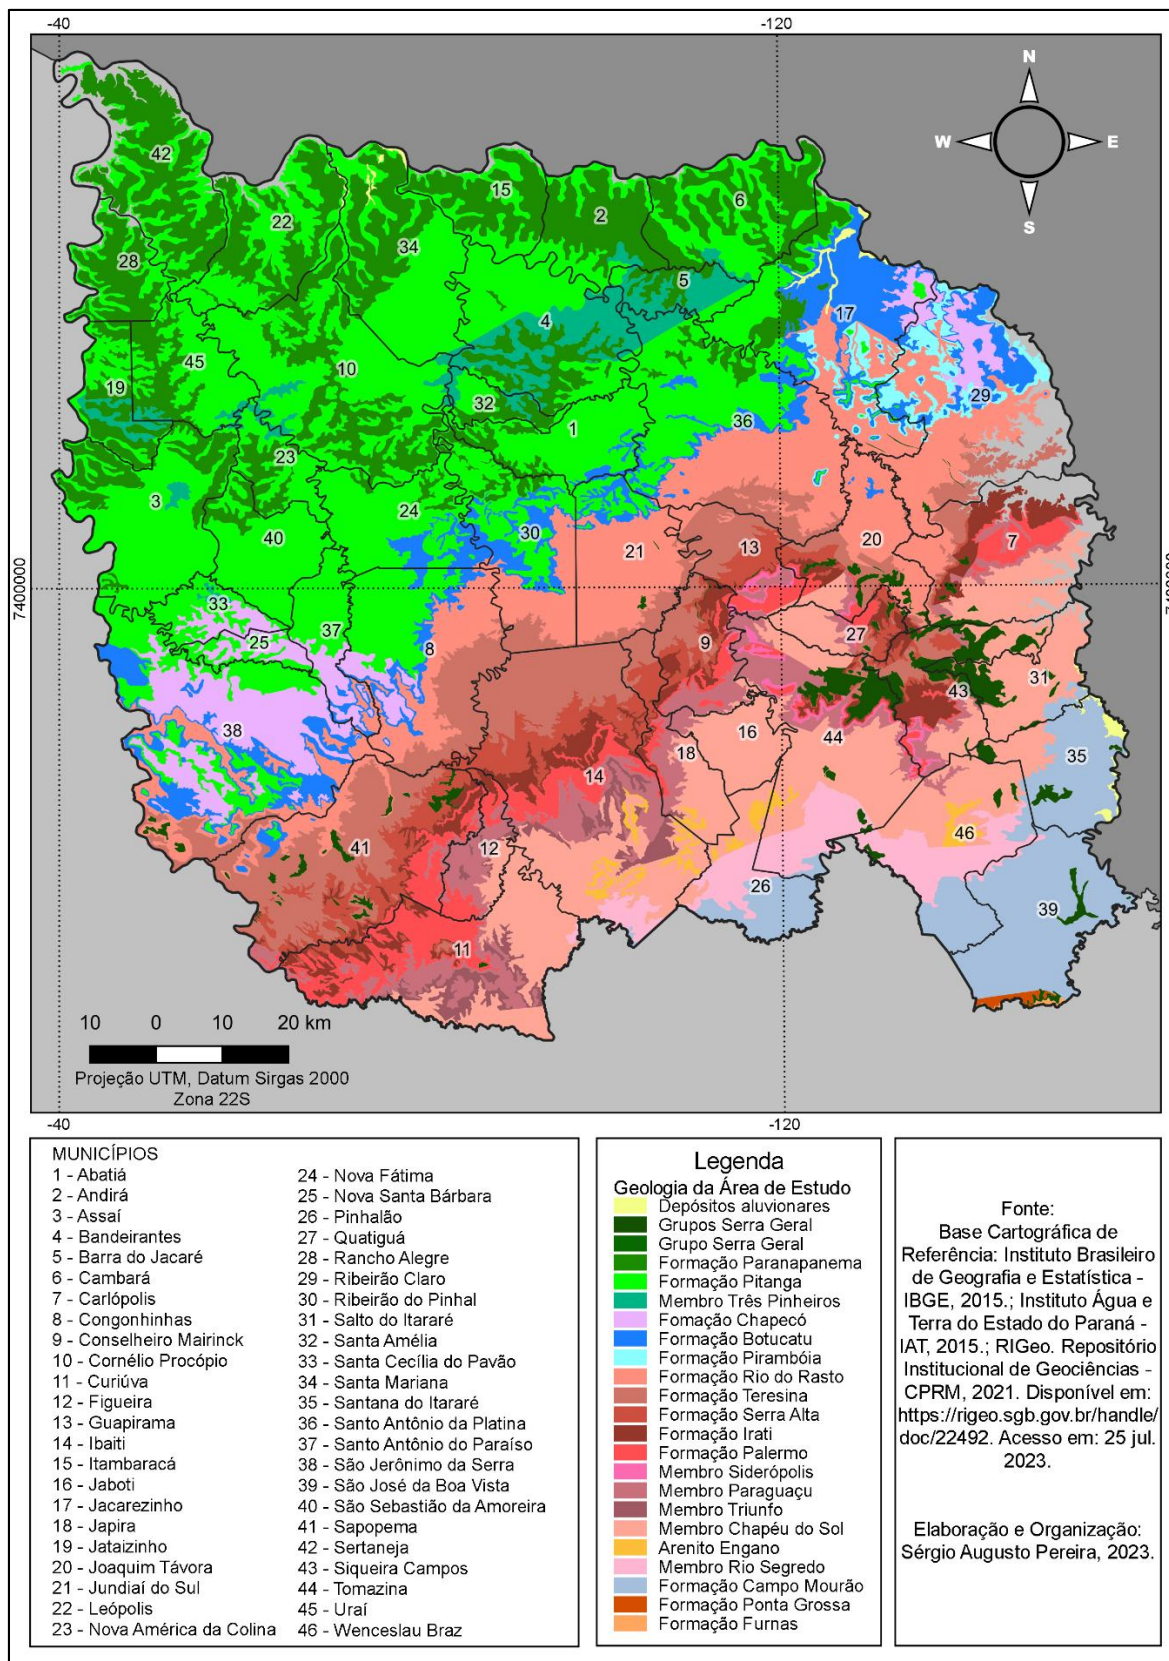 -40
-120
N
W
E
S
42
15
2
6
22
34
28
5
4
17
45
10
19
29
32
1
36
23
3
24
30
40
21
13
20
7
7400000
7400000
33
25
37
8
9
27
31
43
38
16
18
44
35
14
41
12
46
26
39
11
10 0 10 20 km
Projeção UTM, Datum Sirgas 2000
Zona 22S
-40
-120
MUNICÍPIOS
1 - Abatiá
2 - Andirá
3 - Assaí
4 - Bandeirantes
5 - Barra do Jacaré
6 - Cambará
7 - Carlópolis
8 - Congonhinhas
9 - Conselheiro Mairinck
10 - Cornélio Procópio
11 - Curiúva
12 - Figueira
13 - Guapirama
14 - Ibaiti
15 - Itambaracá
16 - Jaboti
17 - Jacarezinho
18 - Japira
19 - Jataizinho
20 - Joaquim Távora
21 - Jundiaí do Sul
22 - Leópolis
23 - Nova América da Colina
24 - Nova Fátima
25 - Nova Santa Bárbara
26 - Pinhalão
27 - Quatiguá
28 - Rancho Alegre
29 - Ribeirão Claro
30 - Ribeirão do Pinhal
31 - Salto do Itararé
32 - Santa Amélia
33 - Santa Cecília do Pavão
34 - Santa Mariana
35 - Santana do Itararé
36 - Santo Antônio da Platina
37 - Santo Antônio do Paraíso
38 - São Jerônimo da Serra
39 - São José da Boa Vista
40 - São Sebastião da Amoreira
41 - Sapopema
42 - Sertaneja
43 - Siqueira Campos
44 - Tomazina
45 - Uraí
46 - Wenceslau Braz
Legenda
Geologia da Área de Estudo
Depósitos aluvionares
Grupos Serra Geral
Grupo Serra Geral
Formação Paranapanema
Formação Pitanga
Membro Três Pinheiros
Fomação Chapecó
Formação Botucatu
Formação Pirambóia
Formação Rio do Rasto
Formação Teresina
Formação Serra Alta
Formação Irati
Formação Palermo
Membro Siderópolis
Membro Paraguaçu
Membro Triunfo
Membro Chapéu do Sol
Arenito Engano
Membro Rio Segredo
Formação Campo Mourão
Formação Ponta Grossa
Formação Furnas
Fonte:
Base Cartográfica de
Referência: Instituto Brasileiro
de Geografia e Estatística -
IBGE, 2015.; Instituto Água e
Terra do Estado do Paraná -
IAT, 2015.; RIGeo. Repositório
Institucional de Geociências -
CPRM, 2021. Disponível em:
https://rigeo.sgb.gov.br/handle/
doc/22492. Acesso em: 25 jul.
2023.
Elaboração e Organização:
Sérgio Augusto Pereira, 2023.